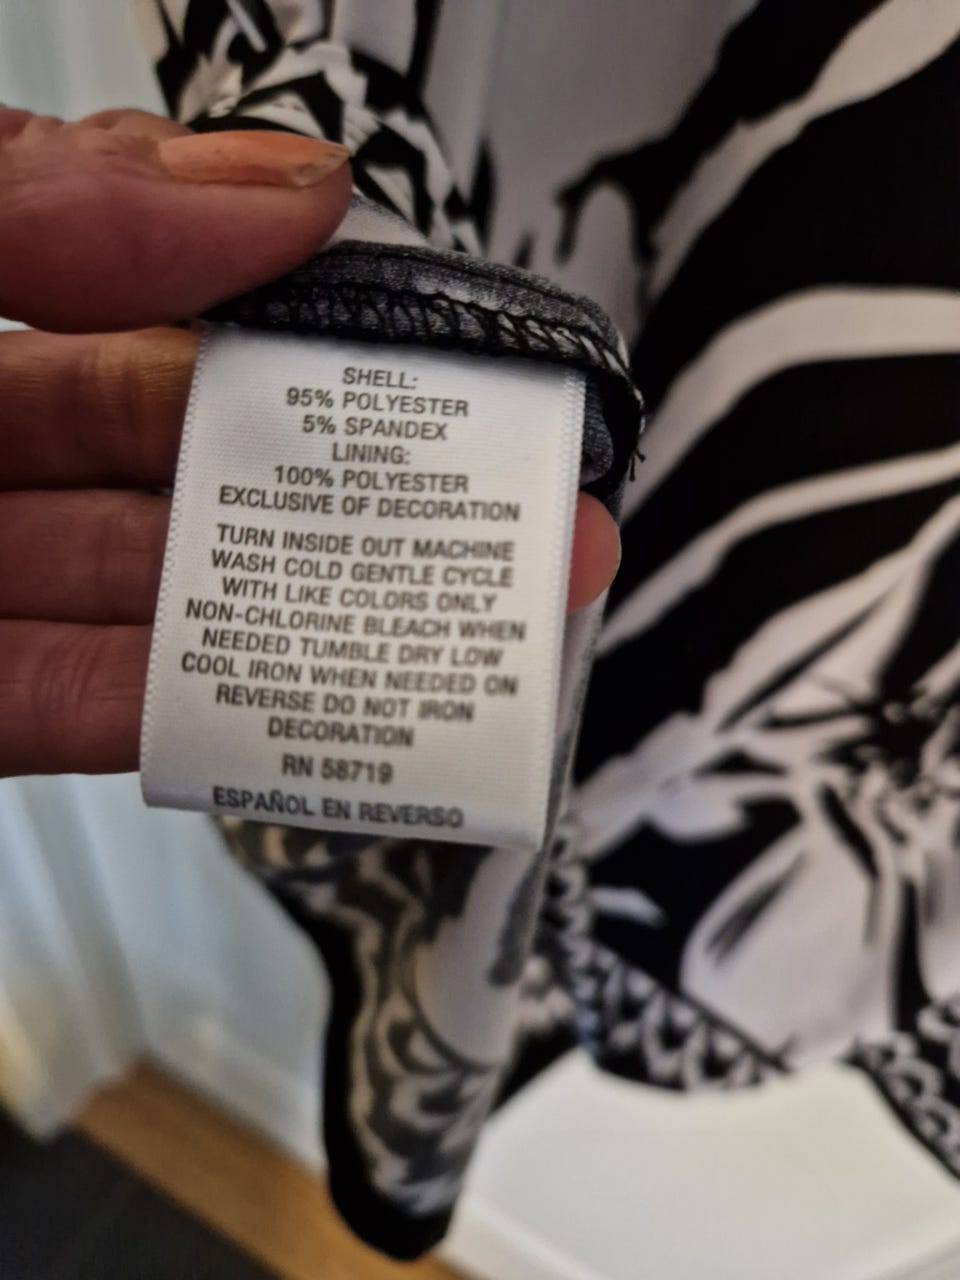 SHELL:
95% POLYESTER
5% SPANDEX
LINING:
100% POLYESTER
EXCLUSIVE OF DECORATION
TURN INSIDE OUT MACHINE
WASH COLD GENTLE CYCLE
WITH LIKE COLORS ONLY
NON-CHLORINE BLEACH WHEN
NEEDED TUMBLE DRY LOW
COOL IRON WHEN NEEDED ON
REVERSE DO NOT IRON
DECORATION
RN 58719
ESPAÑOL EN REVERSO